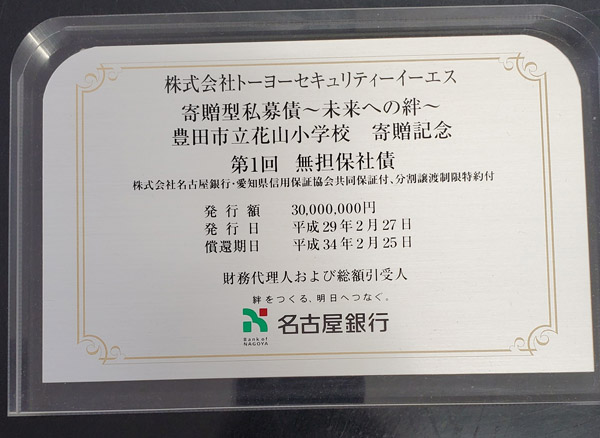 株式会社トーヨーセキュリティーイーエス
寄贈型私募債～未来への絆～
豊田市立花山小学校　寄贈記念
第1回　無担保社債
株式会社名古屋銀行・愛知県信用保証協会共同保証付、分割譲渡制限特約付
発行額　30,000,000円
発行日　平成29年2月27日
償還期日　平成34年2月25日
財務代理人および総額引受人
絆をつくる、明日へつなぐ。
名古屋銀行
Bank of
NAGOYA